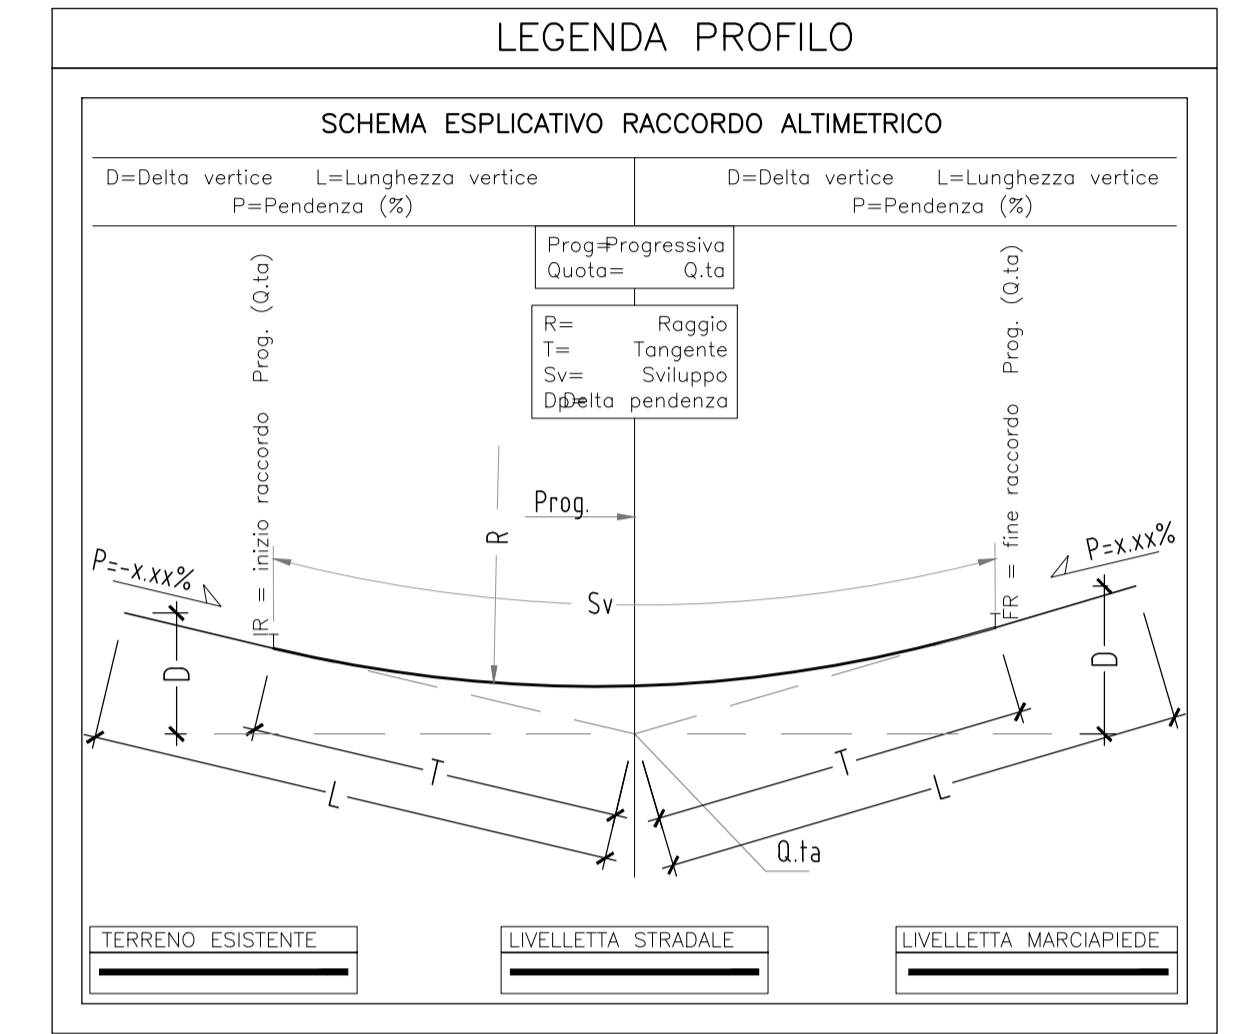 LEGENDA PROFILO
SCHEMA ESPLICATIVO RACCORDO ALTIMETRICO
D=Delta vertice L=Lunghezza vertice
P=Pendenza (%)
D=Delta vertice L=Lunghezza vertice
P=Pendenza (%)
Prog=Progressiva
Quota= Q.ta
R= Raggio
T= Tangente
Sv= Sviluppo
Dp=Delta pendenza
IR = inizio raccordo Prog. (Q.ta)
FR = fine raccordo Prog. (Q.ta)
Prog.
R
P=-x.xx%
P=x.xx%
Sv
D
D
T
T
L
L
Q.ta
TERRENO ESISTENTE
LIVELLETTA STRADALE
LIVELLETTA MARCIAPIEDE